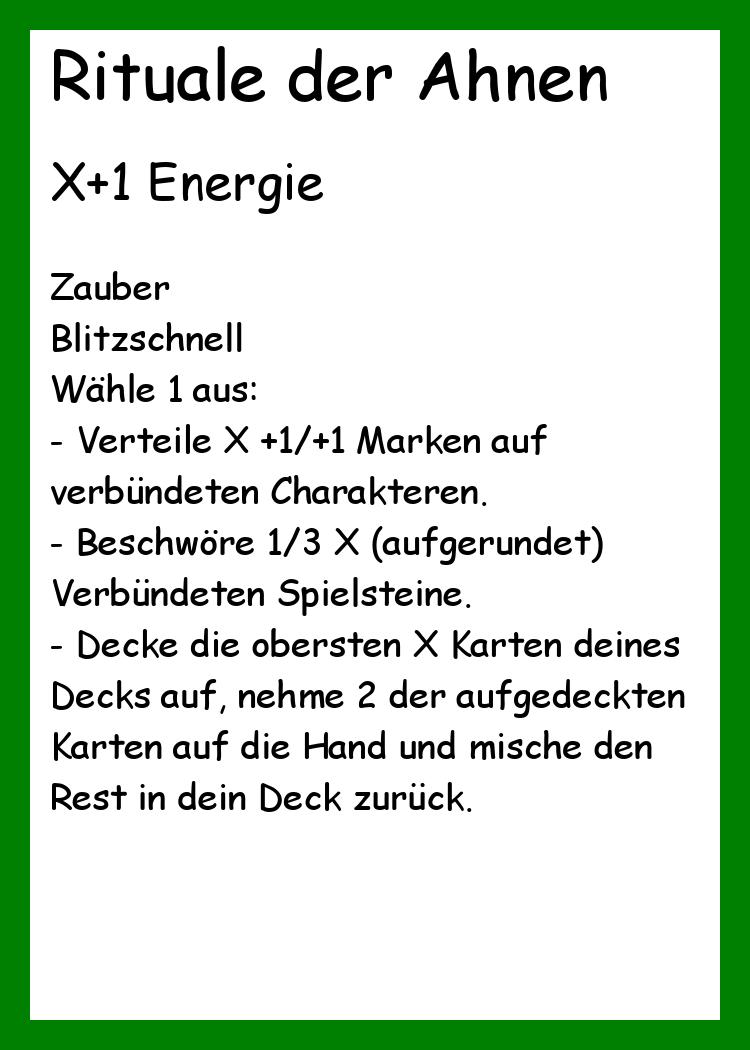 Rituale der Ahnen
X+1 Energie
Zauber
Blitzschnell
Wähle 1 aus:
- Verteile X +1/+1 Marken auf
verbündeten Charakteren.
- Beschwöre 1/3 X (aufgerundet)
Verbündeten Spielsteine.
- Decke die obersten X Karten deines
Decks auf, nehme 2 der aufgedeckten
Karten auf die Hand und mische den
Rest in dein Deck zurück.